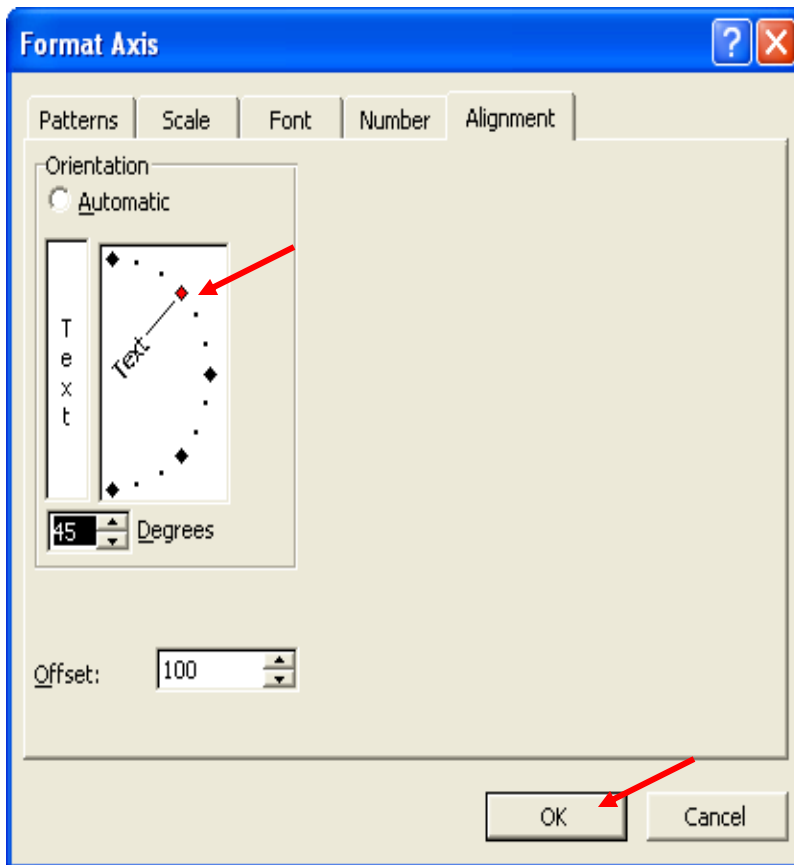 Format Axis ?
Patterns Scale Font Number Alignment
Orientation
Automatic
T
e
x
t
Text
45 Degrees
Offset: 100
OK Cancel